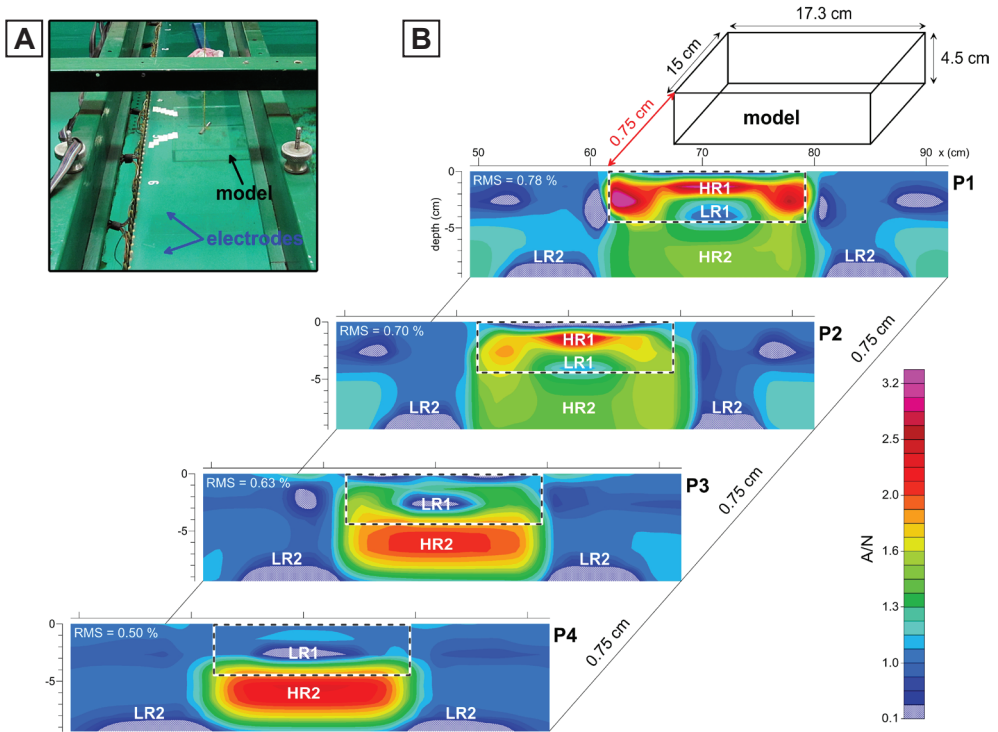 A
model
electrodes
B
17.3 cm
15 cm
4.5 cm
0.75 cm
model
50
60
70
80
90
x (cm)
P1
RMS = 0.78 %
HR1
LR1
HR2
LR2
LR2
depth (cm)
0
-5
P2
RMS = 0.70 %
HR1
LR1
HR2
LR2
LR2
0
-5
0.75 cm
P3
RMS = 0.63 %
LR1
HR2
LR2
LR2
0
-5
0.75 cm
P4
RMS = 0.50 %
LR1
HR2
LR2
LR2
0
-5
0.75 cm
A/N
3.2
2.5
2.0
1.6
1.3
1.0
0.1